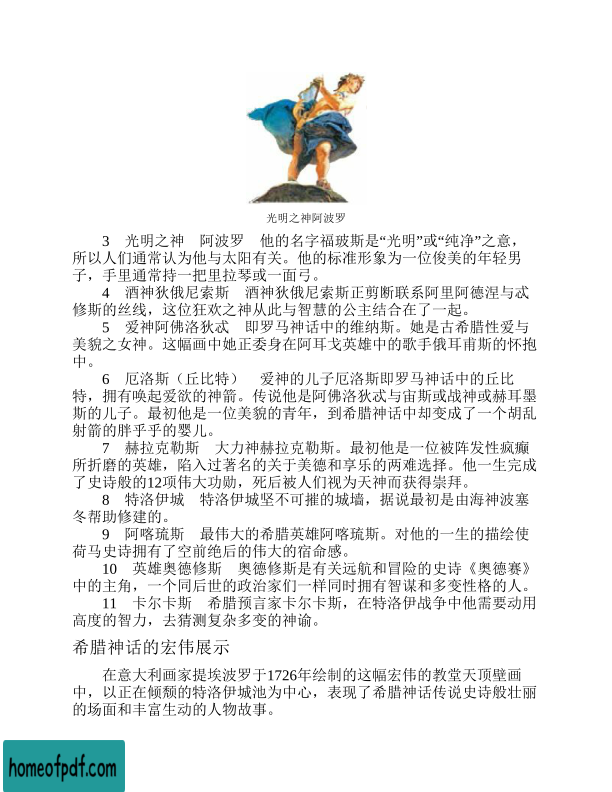 光明之神阿波罗
3　光明之神　阿波罗　他的名字福玻斯是“光明”或“纯净”之意，
所以人们通常认为他与太阳有关。他的标准形象为一位俊美的年轻男
子，手里通常持一把里拉琴或一面弓。
4　酒神狄俄尼索斯　酒神狄俄尼索斯正剪断联系阿里阿德涅与忒
修斯的丝线，这位狂欢之神从此与智慧的公主结合在了一起。
5　爱神阿佛洛狄忒　即罗马神话中的维纳斯。她是古希腊性爱与
美貌之女神。这幅画中她正委身在阿耳戈英雄中的歌手俄耳甫斯的怀抱
中。
6　厄洛斯（丘比特）　爱神的儿子厄洛斯即罗马神话中的丘比
特，拥有唤起爱欲的神箭。传说他是阿佛洛狄忒与宙斯或战神或赫耳墨
斯的儿子。最初他是一位美貌的青年，到希腊神话中却变成了一个胡乱
射箭的胖乎乎的婴儿。
7　赫拉克勒斯　大力神赫拉克勒斯。最初他是一位被阵发性疯癫
所折磨的英雄，陷入过著名的关于美德和享乐的两难选择。他一生完成
了史诗般的12项伟大功勋，死后被人们视为天神而获得崇拜。
8　特洛伊城　特洛伊城坚不可摧的城墙，据说最初是由海神波塞
冬帮助修建的。
9　阿喀琉斯　最伟大的希腊英雄阿喀琉斯。对他的一生的描绘使
荷马史诗拥有了空前绝后的伟大的宿命感。
10　英雄奥德修斯　奥德修斯是有关远航和冒险的史诗《奥德赛》
中的主角，一个同后世的政治家们一样同时拥有智谋和多变性格的人。
11　卡尔卡斯　希腊预言家卡尔卡斯，在特洛伊战争中他需要动用
高度的智力，去猜测复杂多变的神谕。
希腊神话的宏伟展示
在意大利画家提埃波罗于1726年绘制的这幅宏伟的教堂天顶壁画
中，以正在倾颓的特洛伊城池为中心，表现了希腊神话传说史诗般壮丽
的场面和丰富生动的人物故事。
homeofpdf.com